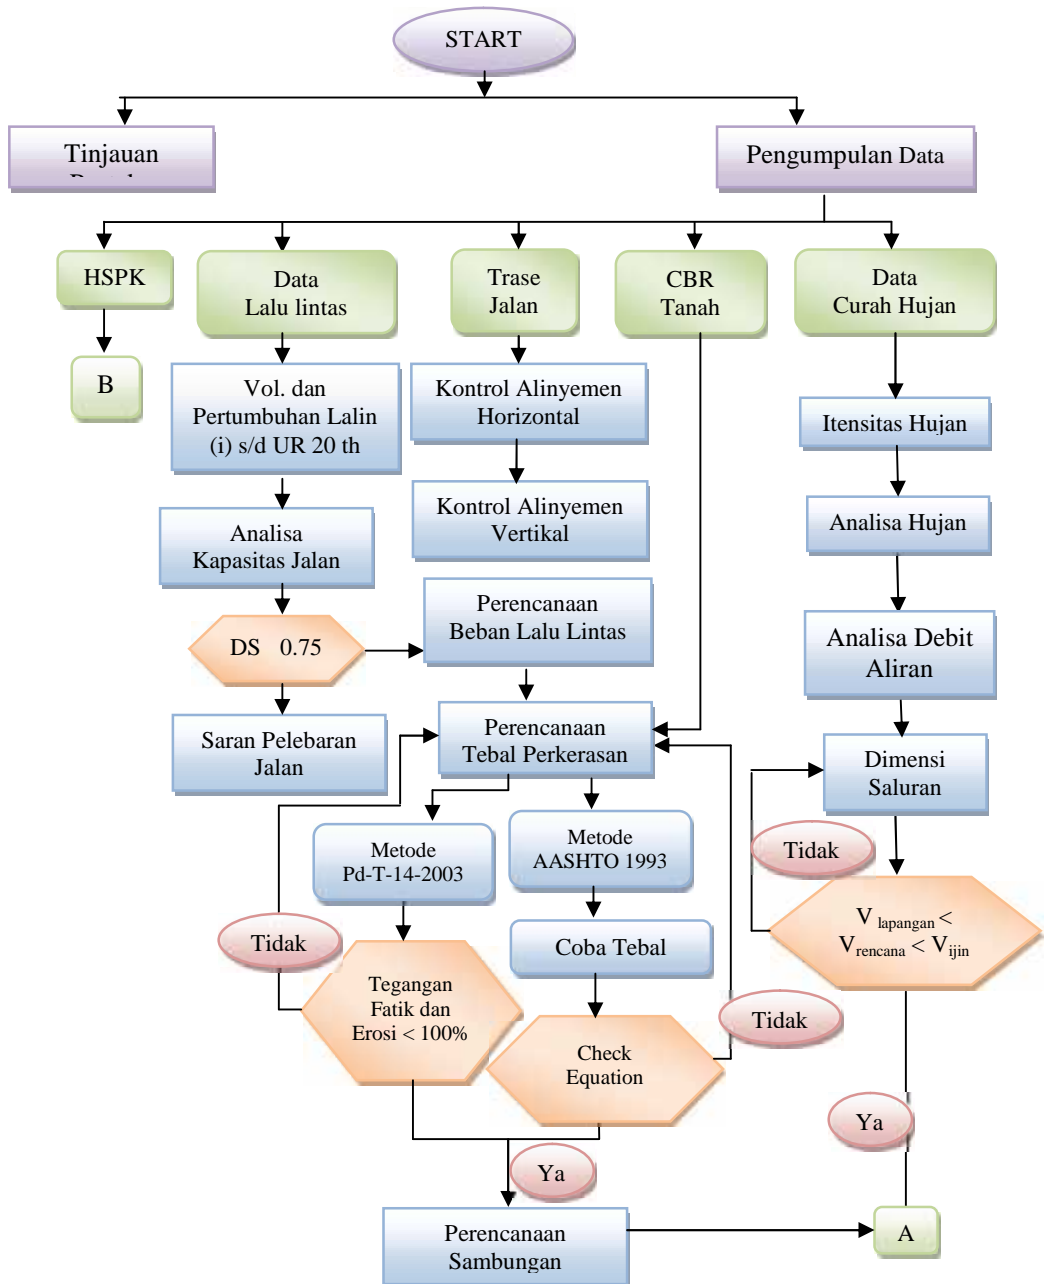 START
Tinjauan
Pengumpulan Data
HSPK
Data
Lalu lintas
Trase
Jalan
CBR
Tanah
Data
Curah Hujan
B
Vol. dan
Pertumbuhan Lalin
(i) s/d UR 20 th
Kontrol Alinyemen
Horizontal
Itensitas Hujan
Analisa
Kapasitas Jalan
Kontrol Alinyemen
Vertikal
Analisa Hujan
DS 0.75
Perencanaan
Beban Lalu Lintas
Analisa Debit
Aliran
Saran Pelebaran
Jalan
Perencanaan
Tebal Perkerasan
Dimensi
Saluran
Metode
Pd-T-14-2003
Metode
AASHTO 1993
Tidak
V lapangan <
Vrencana < Vijin
Tidak
Coba Tebal
Tegangan
Fatik dan
Erosi < 100%
Tidak
Check
Equation
Ya
Ya
Perencanaan
Sambungan
A